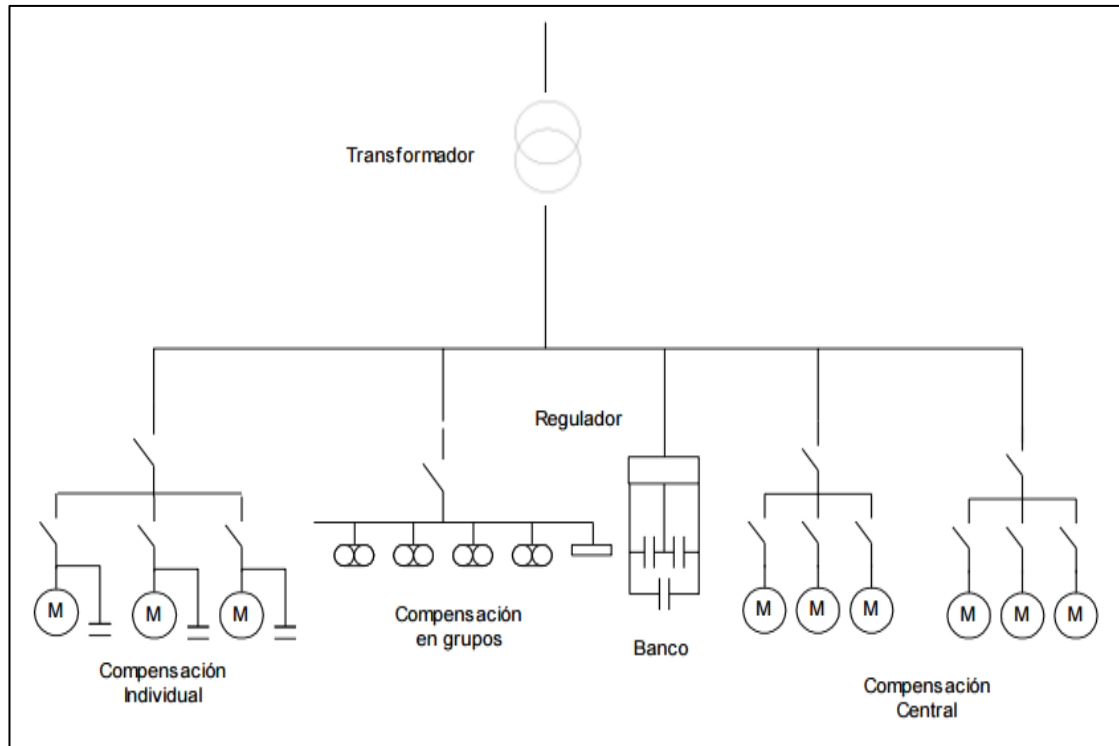 Transformador
Regulador
M
M
M
Compensación
Individual
Compensación
en grupos
Banco
M
M
M
M
M
M
Compensación
Central